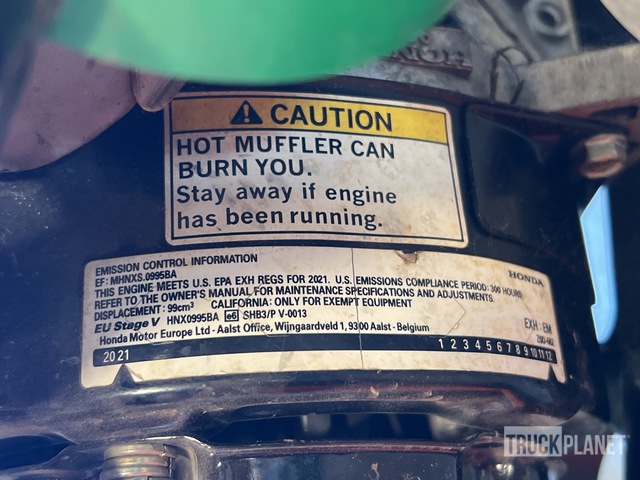 CAUTION
HOT MUFFLER CAN
BURN YOU.
Stay away if engine
has been running.
EMISSION CONTROL INFORMATION
HONDA
EF: MHNXS.0995BA
THIS ENGINE MEETS U.S. EPA EXH REGS FOR 2021. U.S. EMISSIONS COMPLIANCE PERIOD: 300 HOURS
REFER TO THE OWNER'S MANUAL FOR MAINTENANCE SPECIFICATIONS AND ADJUSTMENTS.
DISPLACEMENT: 99cm³ CALIFORNIA: ONLY FOR EXEMPT EQUIPMENT
EU Stage V HNX0995BA e6 SHB3/P V-0013
EXH : EM
Honda Motor Europe Ltd - Aalst Office, Wijngaardveld 1, 9300 Aalst - Belgium
2021
1 2 3 4 5 6 7 8 9 10 11 12
TRUCKPLANET